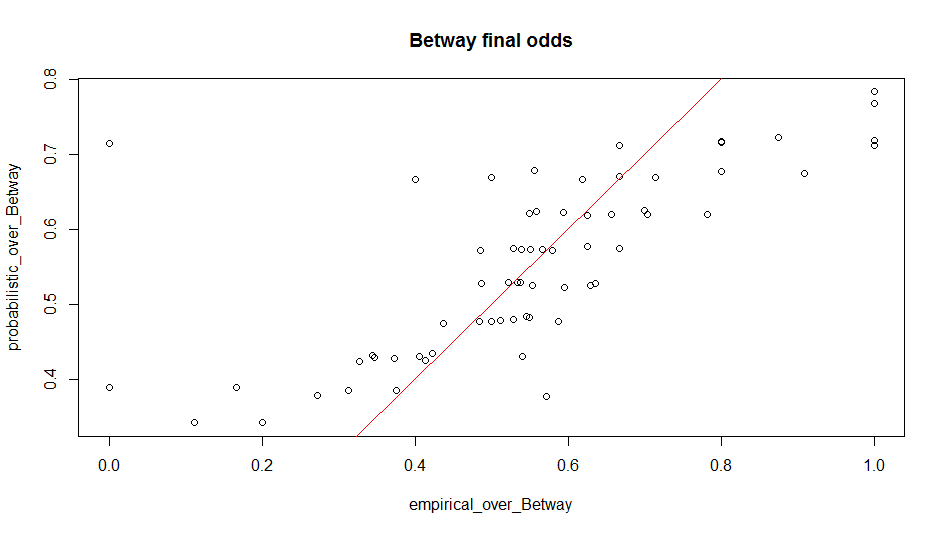 Betway final odds
probabilistic_over_Betway
0.8
0.7
0.6
0.5
0.4
0.0 0.2 0.4 0.6 0.8 1.0
empirical_over_Betway